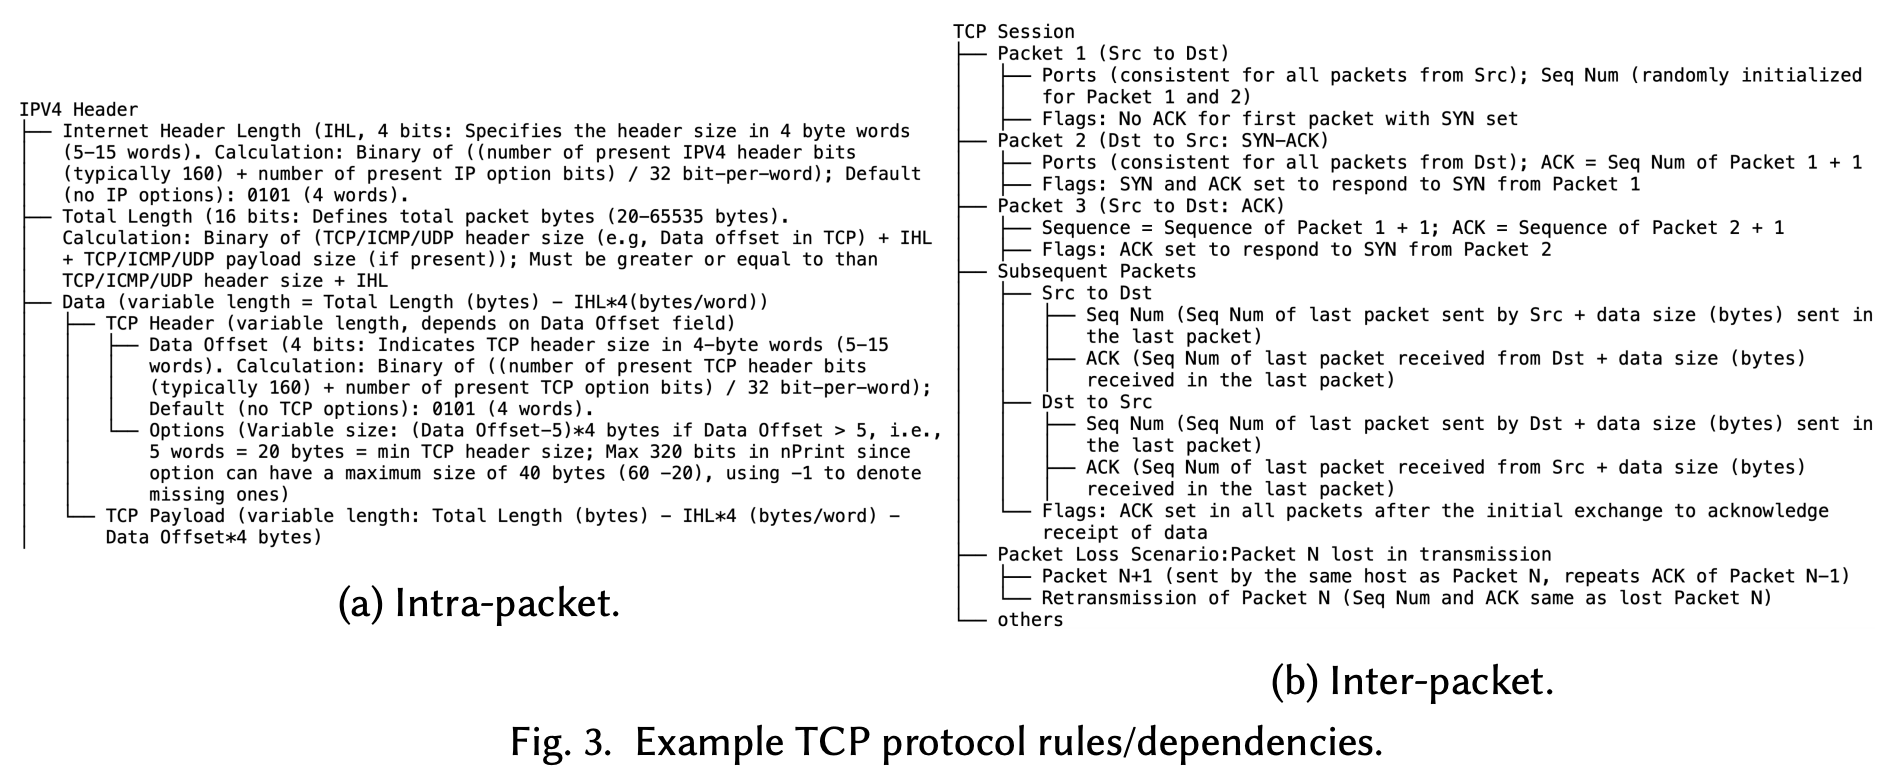 IPV4 Header
Internet Header Length (IHL, 4 bits: Specifies the header size in 4 byte words
(5-15 words). Calculation: Binary of ((number of present IPV4 header bits
(typically 160) + number of present IP option bits) / 32 bit-per-word); Default
(no IP options): 0101 (4 words).
Total Length (16 bits: Defines total packet bytes (20-65535 bytes).
Calculation: Binary of (TCP/ICMP/UDP header size (e.g, Data offset in TCP) + IHL
+ TCP/ICMP/UDP payload size (if present)); Must be greater or equal to than
TCP/ICMP/UDP header size + IHL
Data (variable length = Total Length (bytes) - IHL*4(bytes/word))
TCP Header (variable length, depends on Data Offset field)
Data Offset (4 bits: Indicates TCP header size in 4-byte words (5-15
words). Calculation: Binary of ((number of present TCP header bits
(typically 160) + number of present TCP option bits) / 32 bit-per-word);
Default (no TCP options): 0101 (4 words).
Options (Variable size: (Data Offset-5)*4 bytes if Data Offset > 5, i.e.,
5 words = 20 bytes = min TCP header size; Max 320 bits in nPrint since
option can have a maximum size of 40 bytes (60 -20), using -1 to denote
missing ones)
TCP Payload (variable length: Total Length (bytes) - IHL*4 (bytes/word) -
Data Offset*4 bytes)
(a) Intra-packet.
TCP Session
Packet 1 (Src to Dst)
Ports (consistent for all packets from Src); Seq Num (randomly initialized
for Packet 1 and 2)
Flags: No ACK for first packet with SYN set
Packet 2 (Dst to Src: SYN-ACK)
Ports (consistent for all packets from Dst); ACK = Seq Num of Packet 1 + 1
Flags: SYN and ACK set to respond to SYN from Packet 1
Packet 3 (Src to Dst: ACK)
Sequence = Sequence of Packet 1 + 1; ACK = Sequence of Packet 2 + 1
Flags: ACK set to respond to SYN from Packet 2
Subsequent Packets
Src to Dst
Seq Num (Seq Num of last packet sent by Src + data size (bytes) sent in
the last packet)
ACK (Seq Num of last packet received from Dst + data size (bytes)
received in the last packet)
Dst to Src
Seq Num (Seq Num of last packet sent by Dst + data size (bytes) sent in
the last packet)
ACK (Seq Num of last packet received from Src + data size (bytes)
received in the last packet)
Flags: ACK set in all packets after the initial exchange to acknowledge
receipt of data
Packet Loss Scenario:Packet N lost in transmission
Packet N+1 (sent by the same host as Packet N, repeats ACK of Packet N-1)
Retransmission of Packet N (Seq Num and ACK same as lost Packet N)
others
(b) Inter-packet.
Fig. 3. Example TCP protocol rules/dependencies.